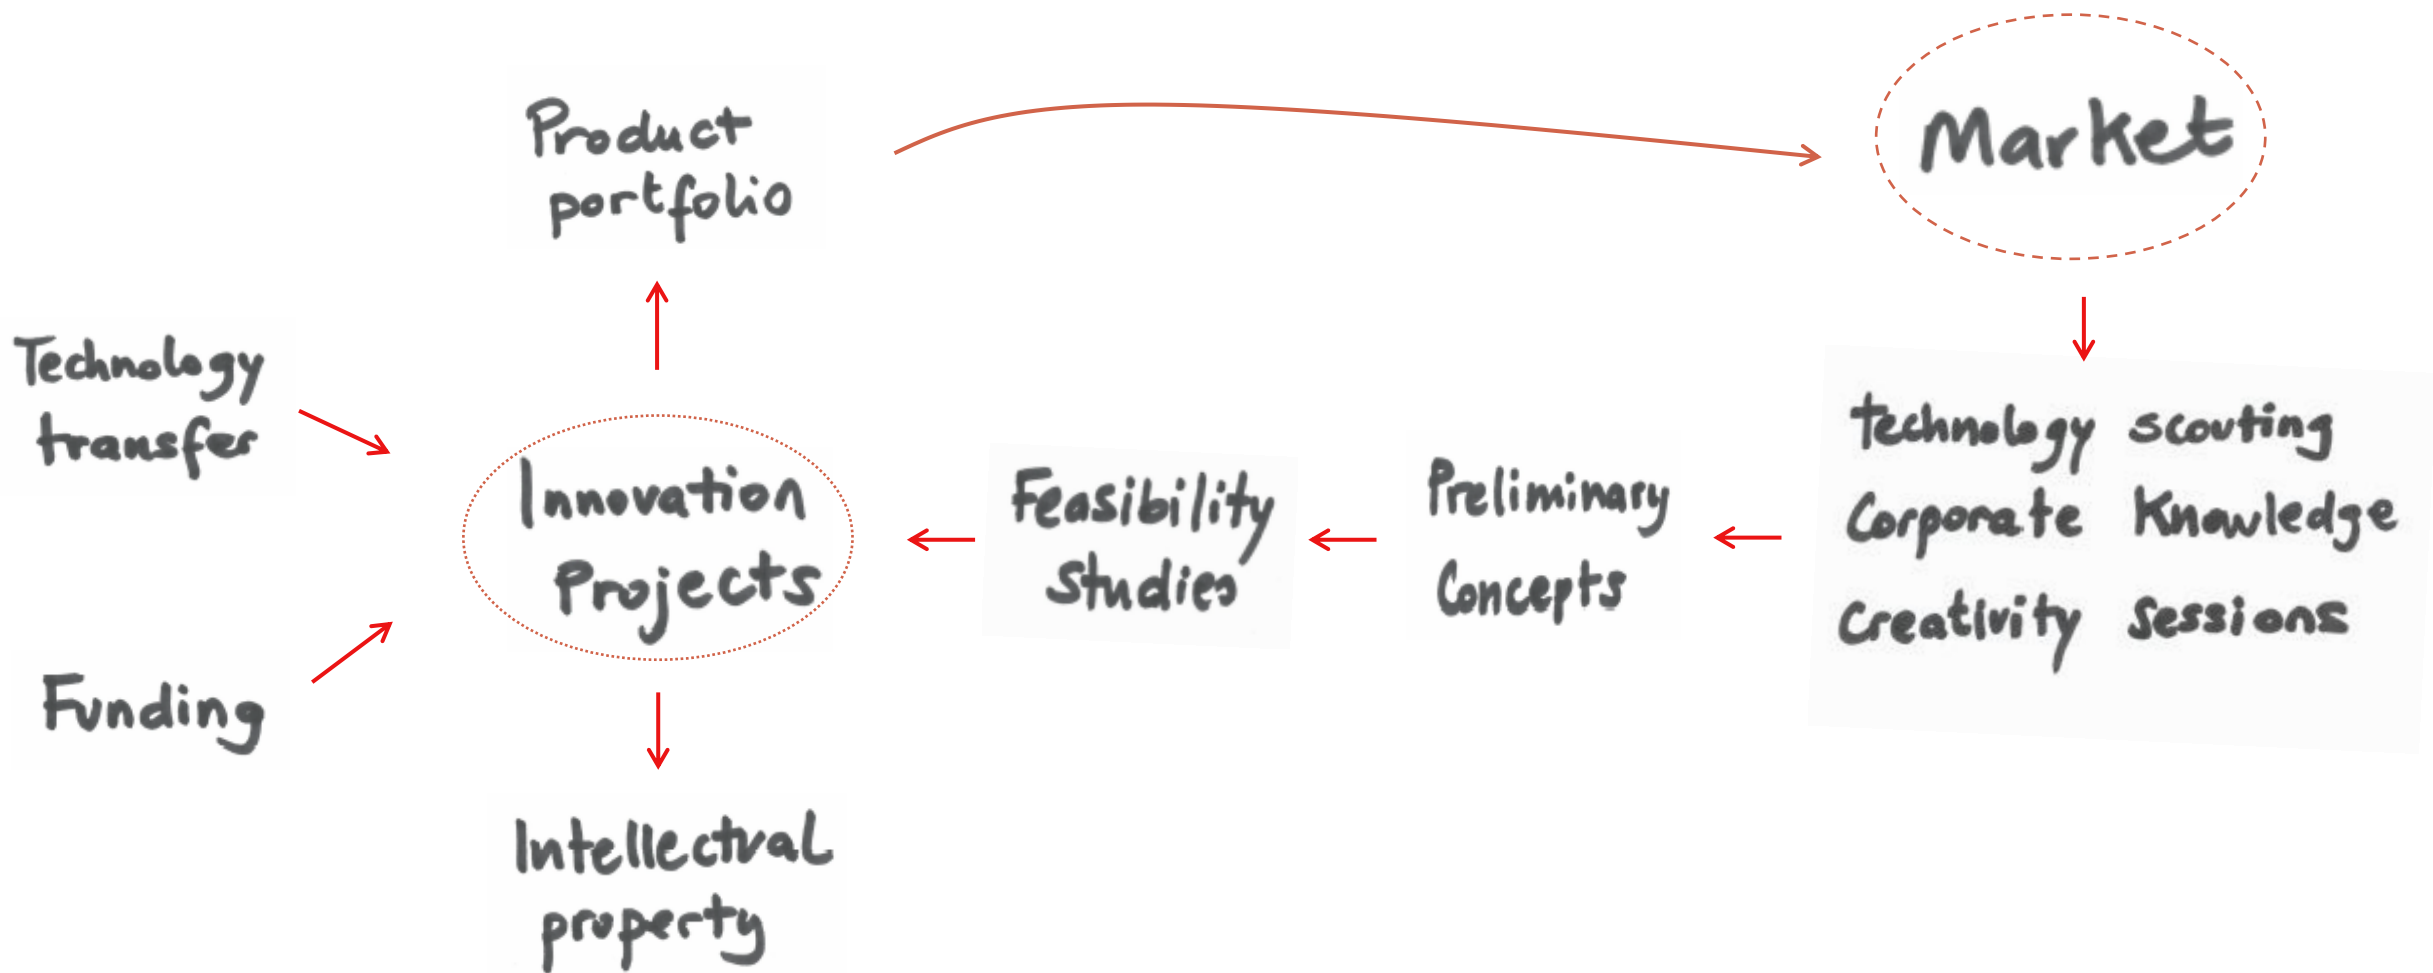 Product
portfolio
Market
Technology
transfer
Innovation
Projects
Feasibility
studies
Preliminary
Concepts
Technology scouting
Corporate Knowledge
Creativity sessions
Funding
Intellectual
property